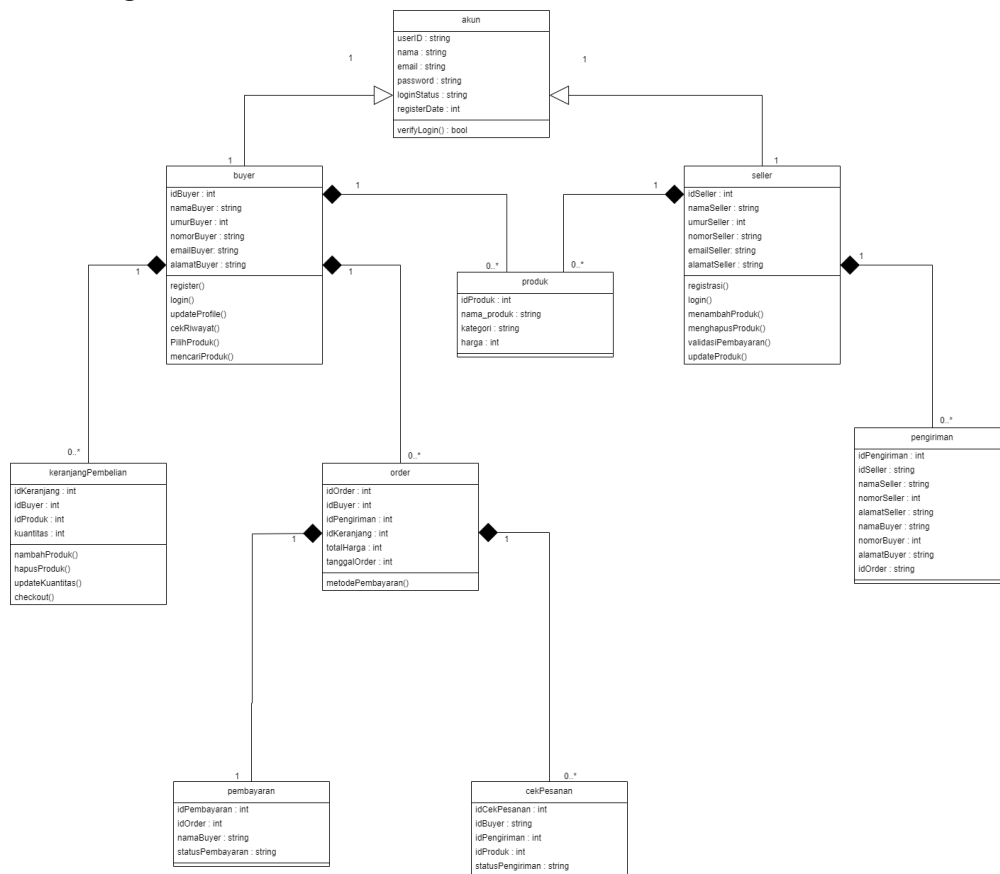 akun
userID : string
nama : string
email : string
password : string
loginStatus : string
registerDate : int
verifyLogin() : bool
1
1
1
1
buyer
idBuyer : int
namaBuyer : string
umurBuyer : int
nomorBuyer : string
emailBuyer: string
alamatBuyer : string
register()
login()
updateProfile()
cekRiwayat()
PilihProduk()
mencariProduk()
1
1
1
seller
idSeller : int
namaSeller : string
umurSeller : int
nomorSeller : string
emailSeller: string
alamatSeller : string
registrasi()
login()
menambahProduk()
menghapusProduk()
validasiPembayaran()
updateProduk()
1
1
0..*
0..*
produk
idProduk : int
nama_produk : string
kategori : string
harga : int
0..*
keranjangPembelian
idKeranjang : int
idBuyer : int
idProduk : int
kuantitas : int
nambahProduk()
hapusProduk()
updateKuantitas()
checkout()
0..*
order
idOrder : int
idBuyer : int
idPengiriman : int
idKeranjang : int
totalHarga : int
tanggalOrder : int
metodePembayaran()
1
1
0..*
pengiriman
idPengiriman : int
idSeller : string
namaSeller : string
nomorSeller : int
alamatSeller : string
namaBuyer : string
nomorBuyer : int
alamatBuyer : string
idOrder : string
1
pembayaran
idPembayaran : int
idOrder : int
namaBuyer : string
statusPembayaran : string
0..*
cekPesanan
idCekPesanan : int
idBuyer : string
idPengiriman : int
idProduk : int
statusPengiriman : string